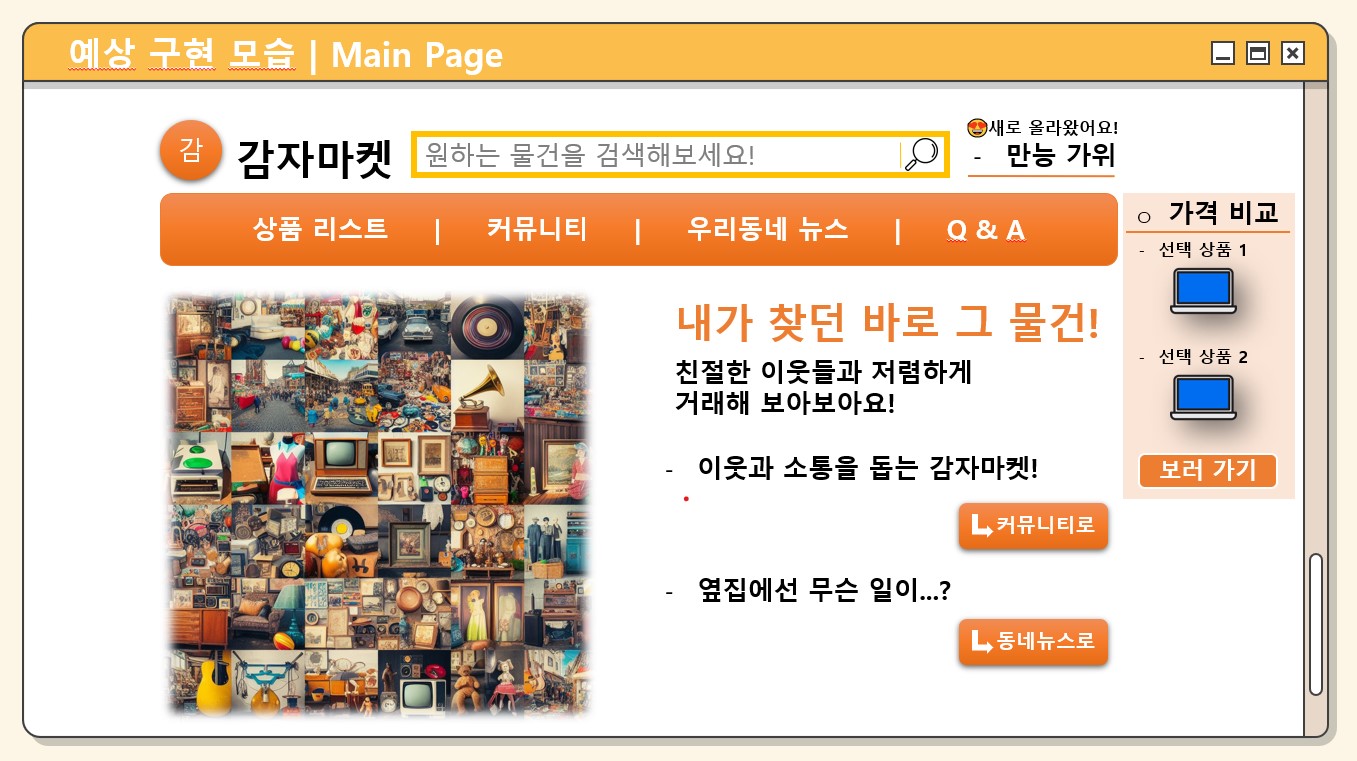 예상 구현 모습 | Main Page
감
감자마켓
원하는 물건을 검색해보세요!
😍새로 올라왔어요!
- 만능 가위
상품 리스트 | 커뮤니티 | 우리동네 뉴스 | Q & A
○ 가격 비교
- 선택 상품 1
- 선택 상품 2
보러 가기
내가 찾던 바로 그 물건!
친절한 이웃들과 저렴하게
거래해 보아보아요!
- 이웃과 소통을 돕는 감자마켓!
커뮤니티로
- 옆집에선 무슨 일이...?
동네뉴스로